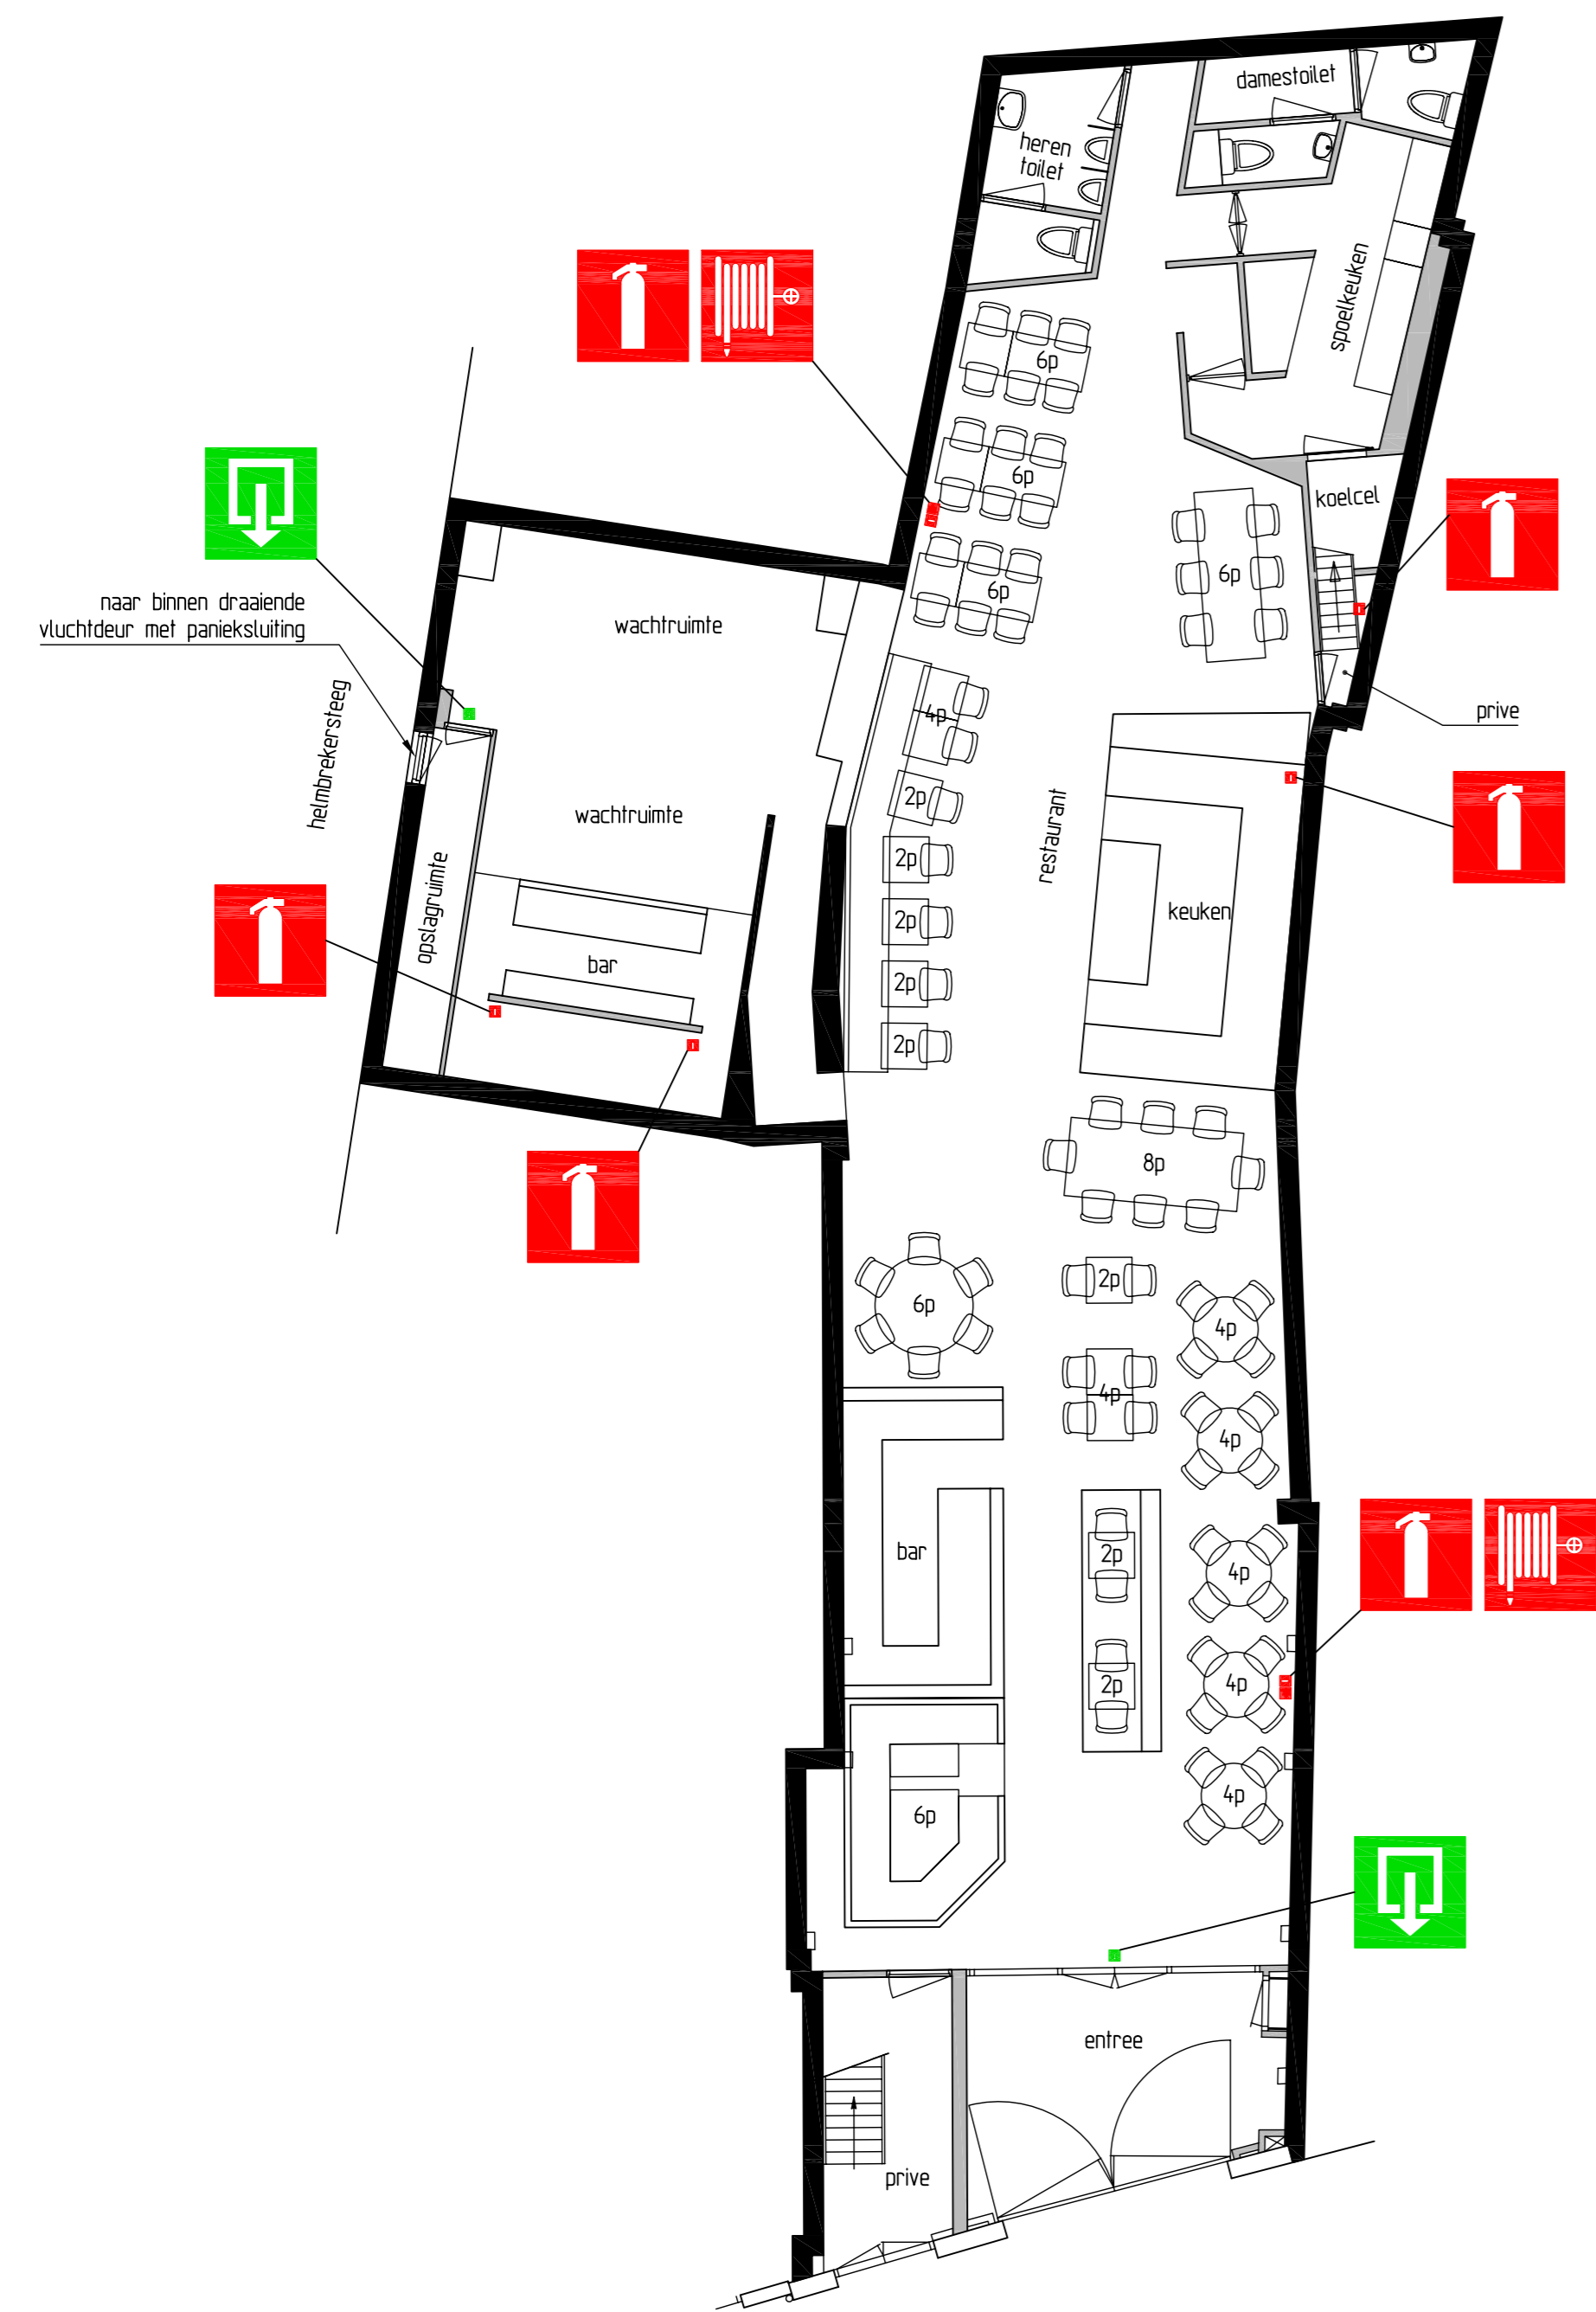 damestoilet
heren
toilet
spoelkeuken
6p
6p
koelcel
6p
6p
naar binnen draaiende
vluchtdeur met panieksluiting
wachtruimte
helmbrekersteeg
prive
4p
2p
wachtruimte
restaurant
2p
opslagruimte
keuken
2p
bar
2p
2p
8p
2p
6p
4p
4p
4p
bar
2p
4p
2p
4p
4p
6p
entree
prive